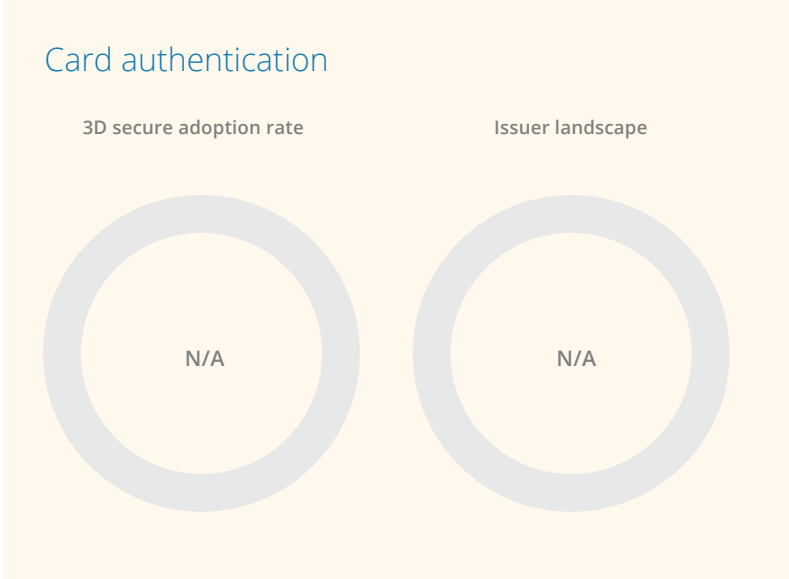 Card authentication
3D secure adoption rate
Issuer landscape
N/A
N/A